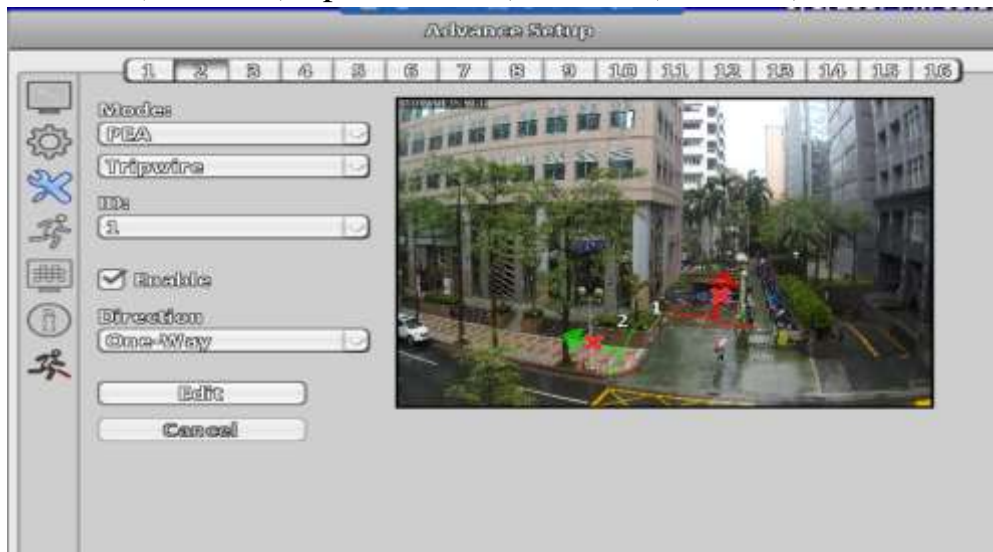 Advance Setup
1 2 3 4 5 6 7 8 9 10 11 12 13 14 15 16
Mode:
PEA
Tripwire
ID:
1
Enable
Direction
One-Way
Edit
Cancel
1
2